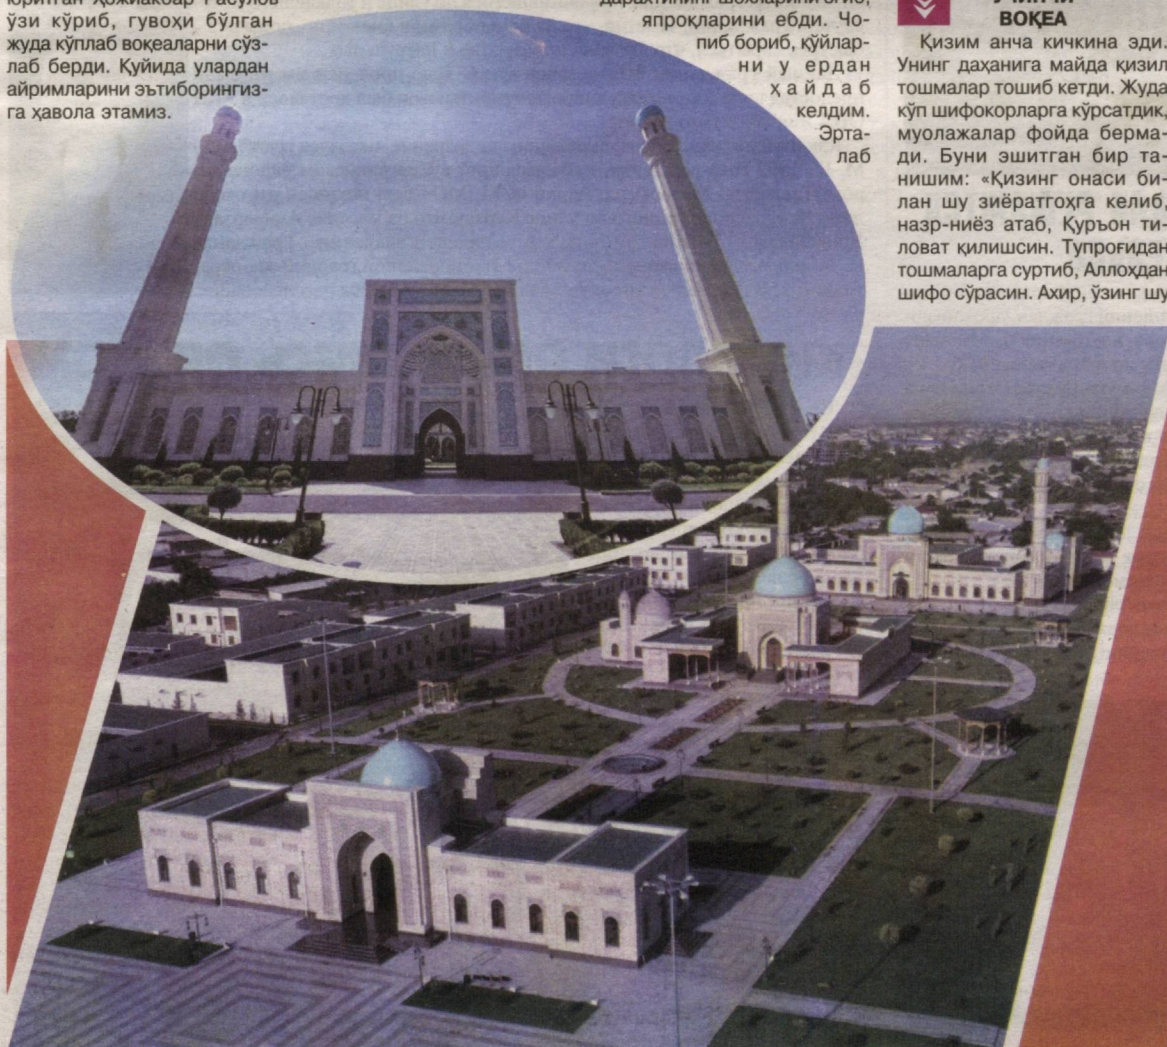 юритган Ҳожиакбар Расулов
ўзи кўриб, гувоҳи бўлган
жуда кўплаб воқеаларни сўз-
лаб берди. Қуйида улардан
айримларини эътиборингиз-
га ҳавола этамиз.
дарахтининг шохларини эгиб,
япроқларини ебди. Чо-
пиб бориб, қўйлар-
ни у ердан
ҳайдаб
келдим.
Эрта-
лаб
УЧИНЧИ
ВОҚЕА
Қизим анча кичкина эди.
Унинг даҳанига майда қизил
тошмалар тошиб кетди. Жуда
кўп шифокорларга кўрсатдик,
муолажалар фойда берма-
ди. Буни эшитган бир та-
нишим: «Қизинг онаси би-
лан шу зиёратгоҳга келиб,
назр-ниёз атаб, Қуръон ти-
ловат қилишсин. Тупроғидан
тошмаларга суртиб, Аллоҳдан
шифо сўрасин. Ахир, ўзинг шу